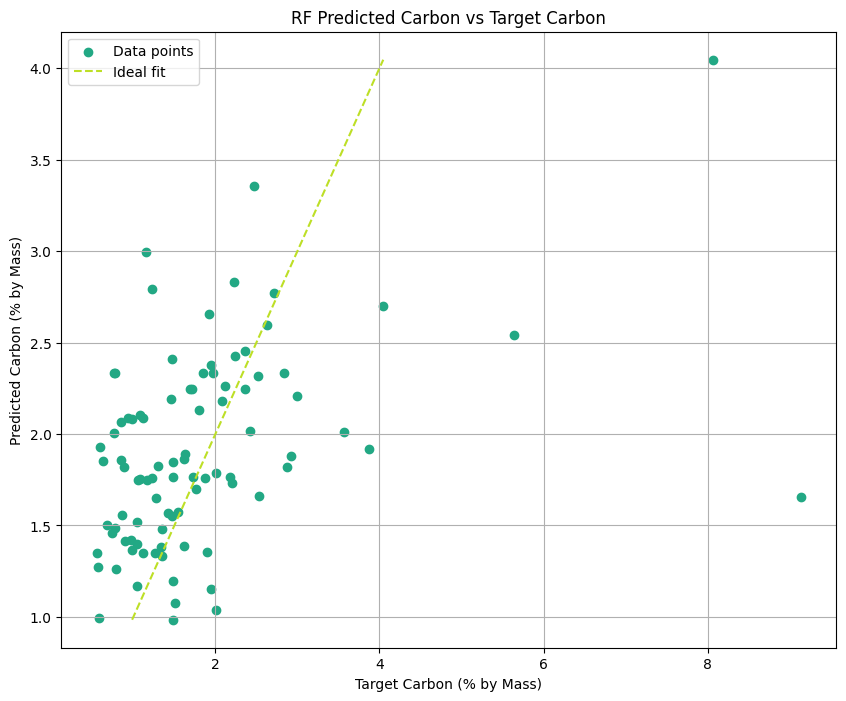 RF Predicted Carbon vs Target Carbon
Data points
Ideal fit
4.0
3.5
3.0
2.5
2.0
1.5
1.0
Predicted Carbon (% by Mass)
2
4
6
8
Target Carbon (% by Mass)